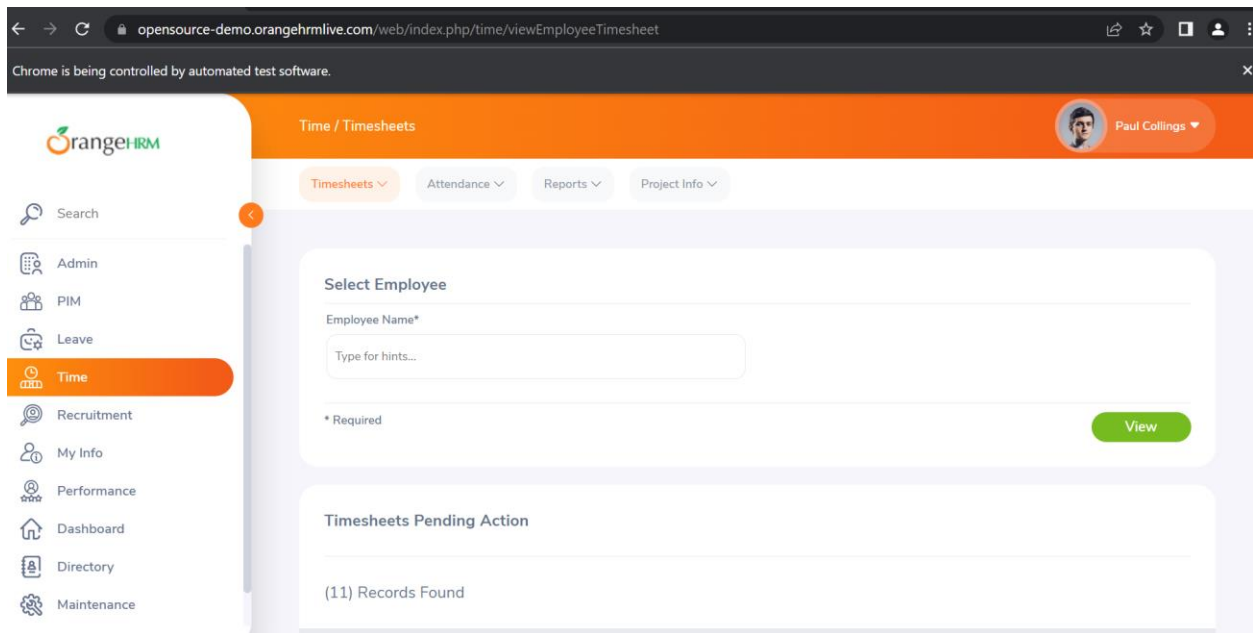 opensource-demo.orangehrmlive.com/web/index.php/time/viewEmployeeTimesheet
Chrome is being controlled by automated test software.
OrangeHRM
Time / Timesheets
Paul Collings
Timesheets
Attendance
Reports
Project Info
Search
Admin
PIM
Leave
Time
Recruitment
My Info
Performance
Dashboard
Directory
Maintenance
Select Employee
Employee Name*
Type for hints...
* Required
View
Timesheets Pending Action
(11) Records Found